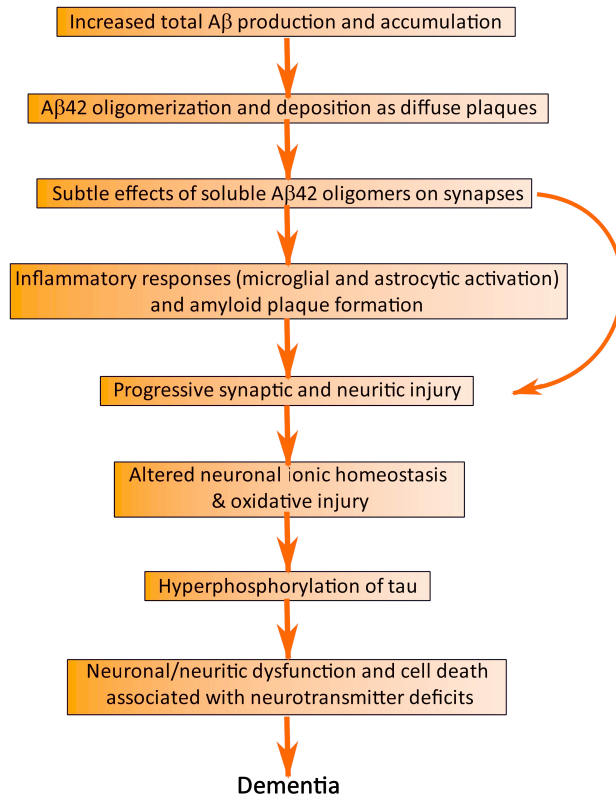 Increased total Aβ production and accumulation
Aβ42 oligomerization and deposition as diffuse plaques
Subtle effects of soluble Aβ42 oligomers on synapses
Inflammatory responses (microglial and astrocytic activation)
and amyloid plaque formation
Progressive synaptic and neuritic injury
Altered neuronal ionic homeostasis
& oxidative injury
Hyperphosphorylation of tau
Neuronal/neuritic dysfunction and cell death
associated with neurotransmitter deficits
Dementia